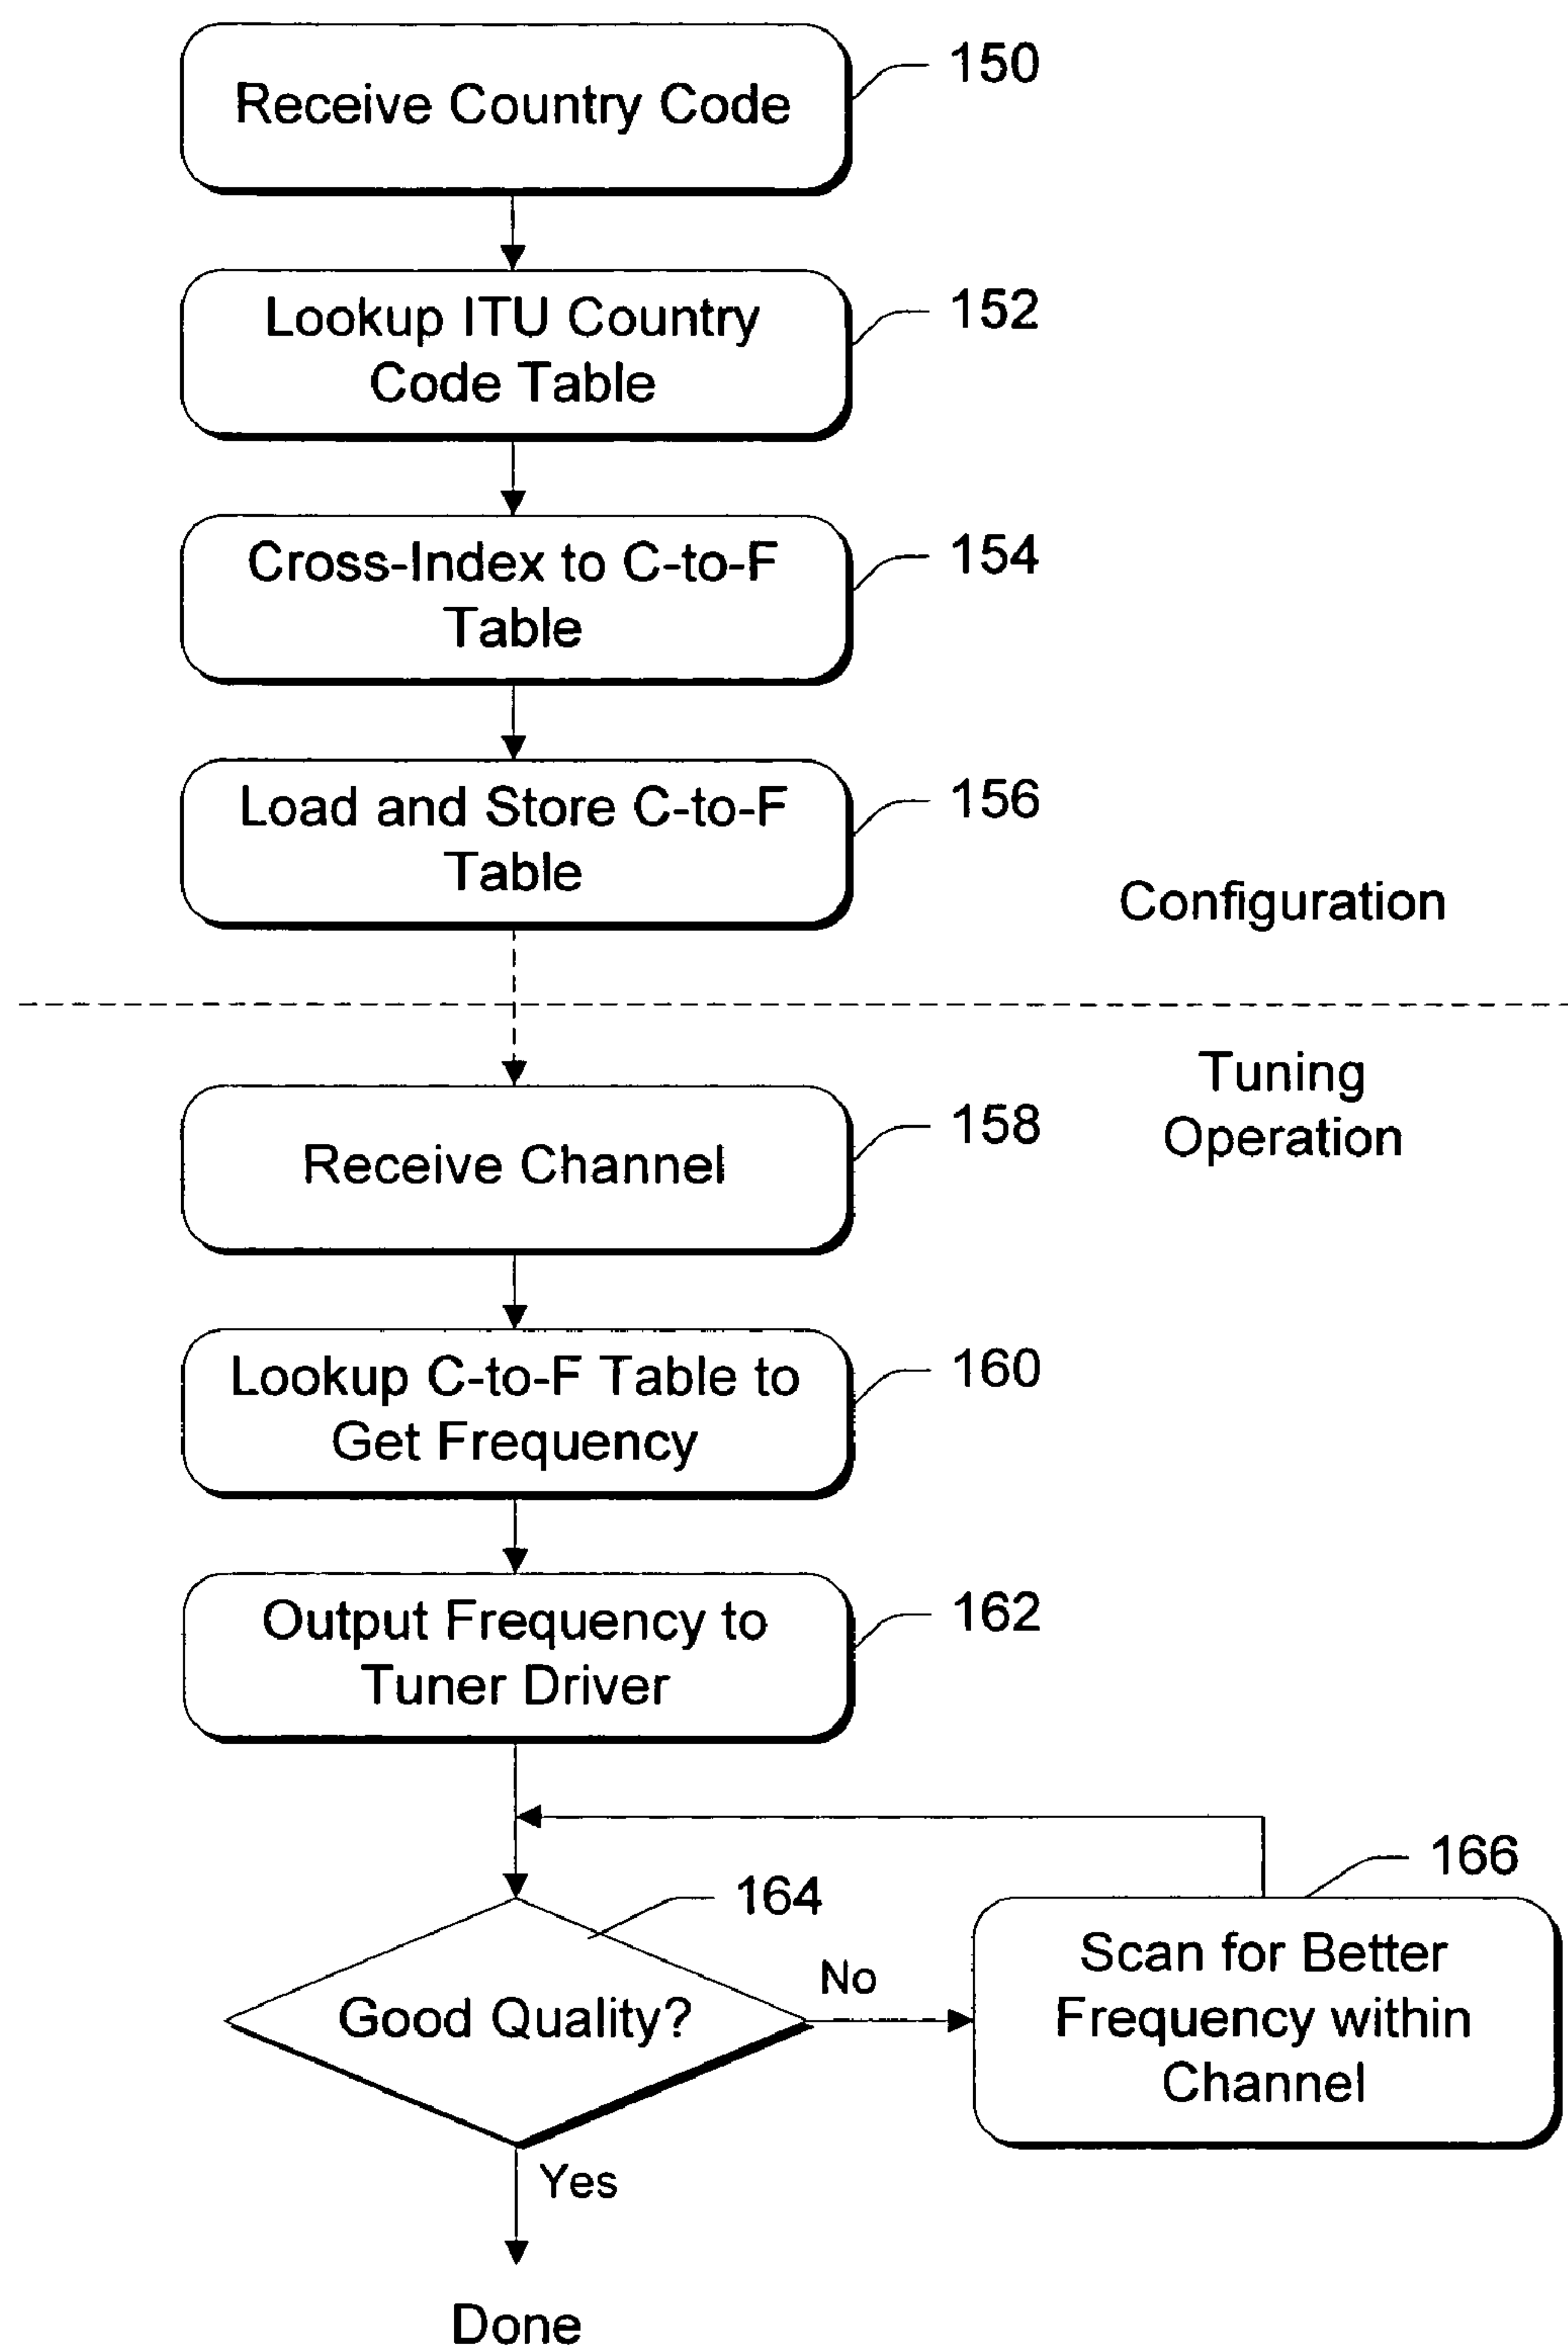 Receive Country Code
150
Lookup ITU Country
Code Table
152
Cross-Index to C-to-F
Table
154
Load and Store C-to-F
Table
156
Configuration
Tuning
Operation
Receive Channel
158
Lookup C-to-F Table to
Get Frequency
160
Output Frequency to
Tuner Driver
162
164
Good Quality?
No
166
Scan for Better
Frequency within
Channel
Yes
Done